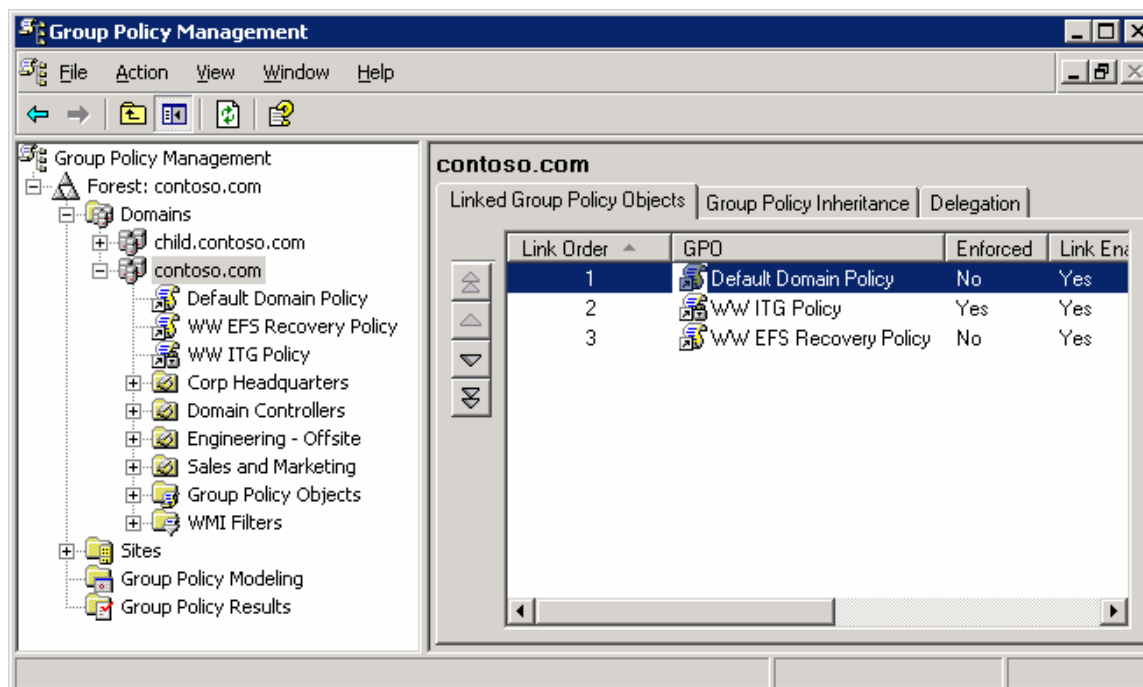 Group Policy Management
File Action View Window Help
Group Policy Management
Forest: contoso.com
Domains
child.contoso.com
contoso.com
Default Domain Policy
WW EFS Recovery Policy
WW ITG Policy
Corp Headquarters
Domain Controllers
Engineering - Offsite
Sales and Marketing
Group Policy Objects
WMI Filters
Sites
Group Policy Modeling
Group Policy Results
contoso.com
Linked Group Policy Objects Group Policy Inheritance Delegation
Link Order GPO Enforced Link Ena
1 Default Domain Policy No Yes
2 WW ITG Policy Yes Yes
3 WW EFS Recovery Policy No Yes